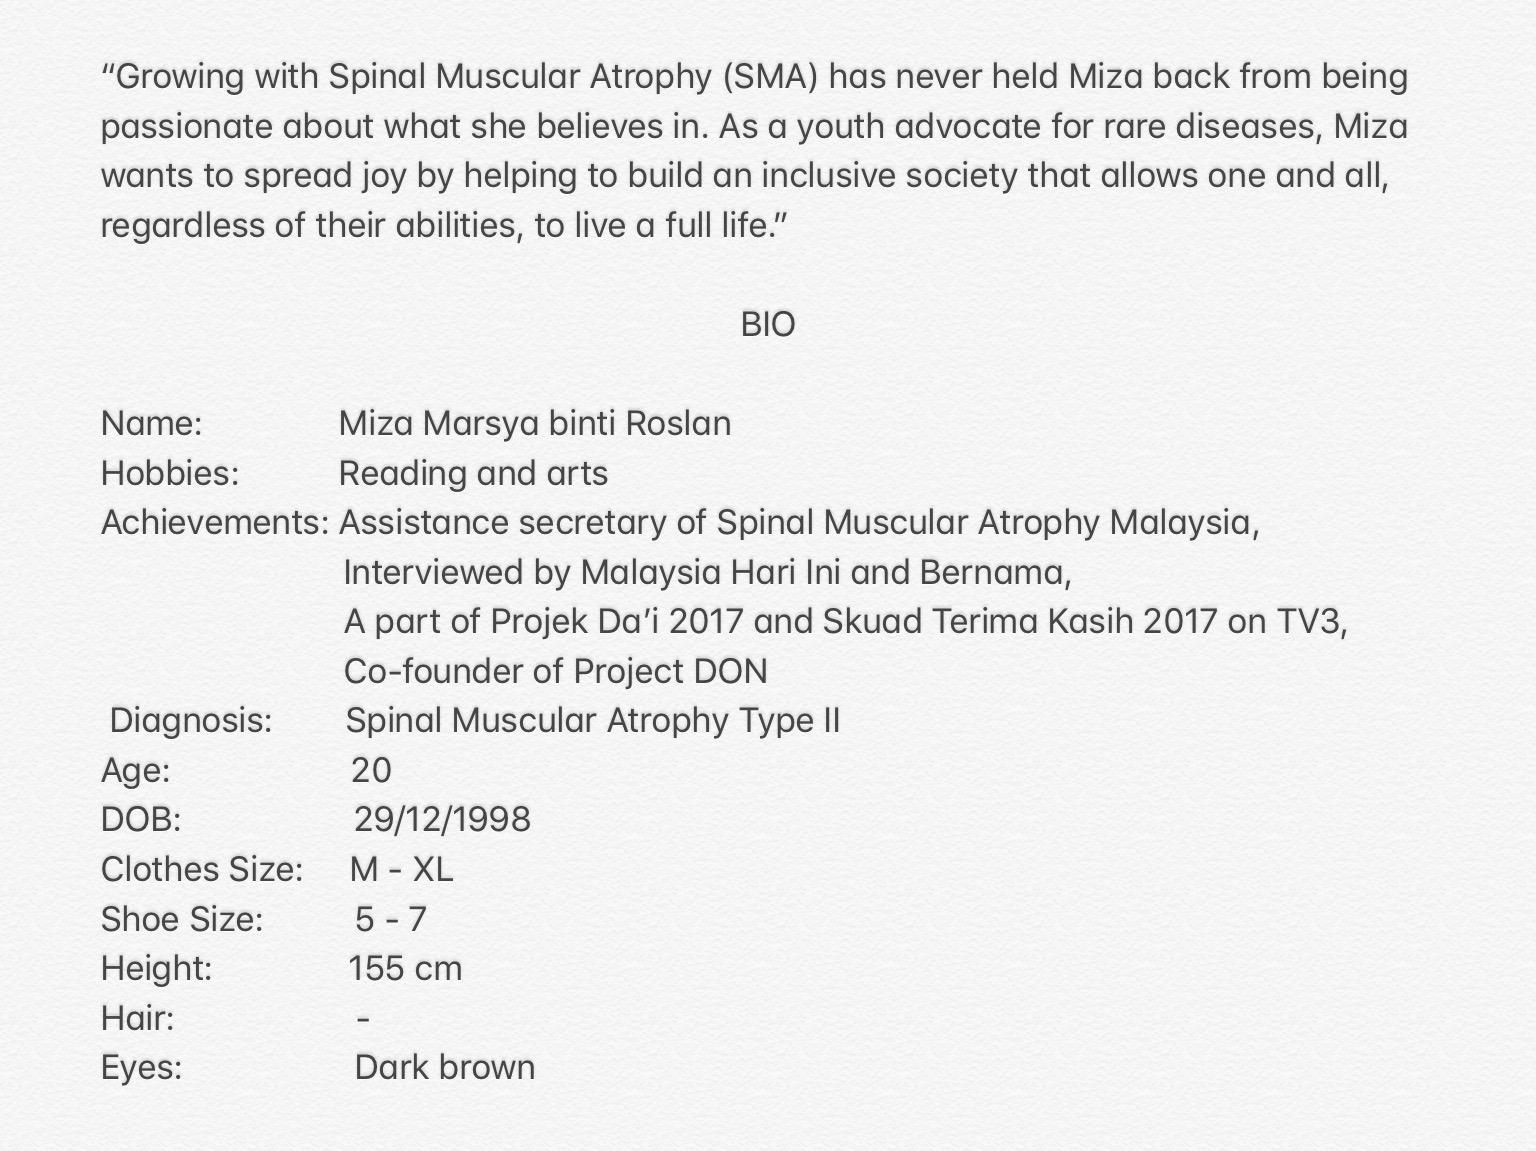 “Growing with Spinal Muscular Atrophy (SMA) has never held Miza back from being
passionate about what she believes in. As a youth advocate for rare diseases, Miza
wants to spread joy by helping to build an inclusive society that allows one and all,
regardless of their abilities, to live a full life.”
BIO
Name: Miza Marsya binti Roslan
Hobbies: Reading and arts
Achievements: Assistance secretary of Spinal Muscular Atrophy Malaysia,
Interviewed by Malaysia Hari Ini and Bernama,
A part of Projek Da’i 2017 and Skuad Terima Kasih 2017 on TV3,
Co-founder of Project DON
Diagnosis: Spinal Muscular Atrophy Type II
Age: 20
DOB: 29/12/1998
Clothes Size: M - XL
Shoe Size: 5 - 7
Height: 155 cm
Hair: -
Eyes: Dark brown